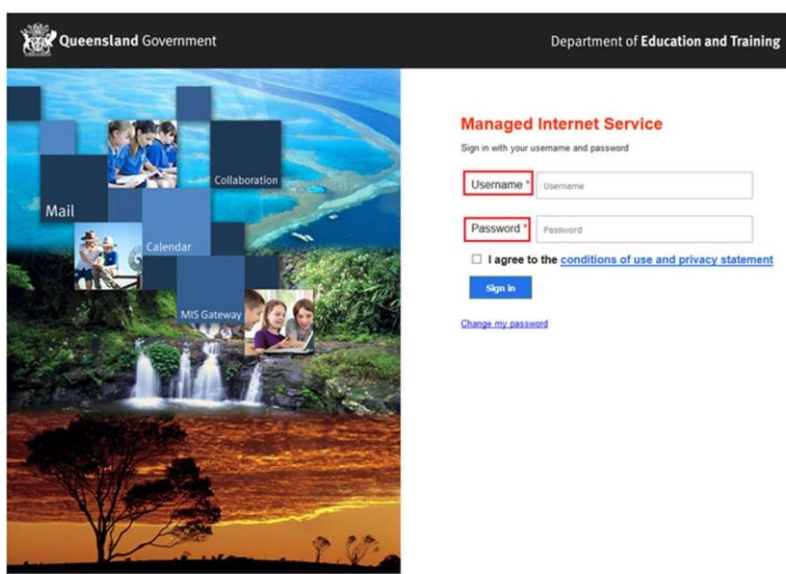 Queensland Government
Department of Education and Training
Collaboration
Mail
Calendar
MIS Gateway
Managed Internet Service
Sign in with your username and password
Username * Username
Password * Password
I agree to the conditions of use and privacy statement
Sign in
Change my password